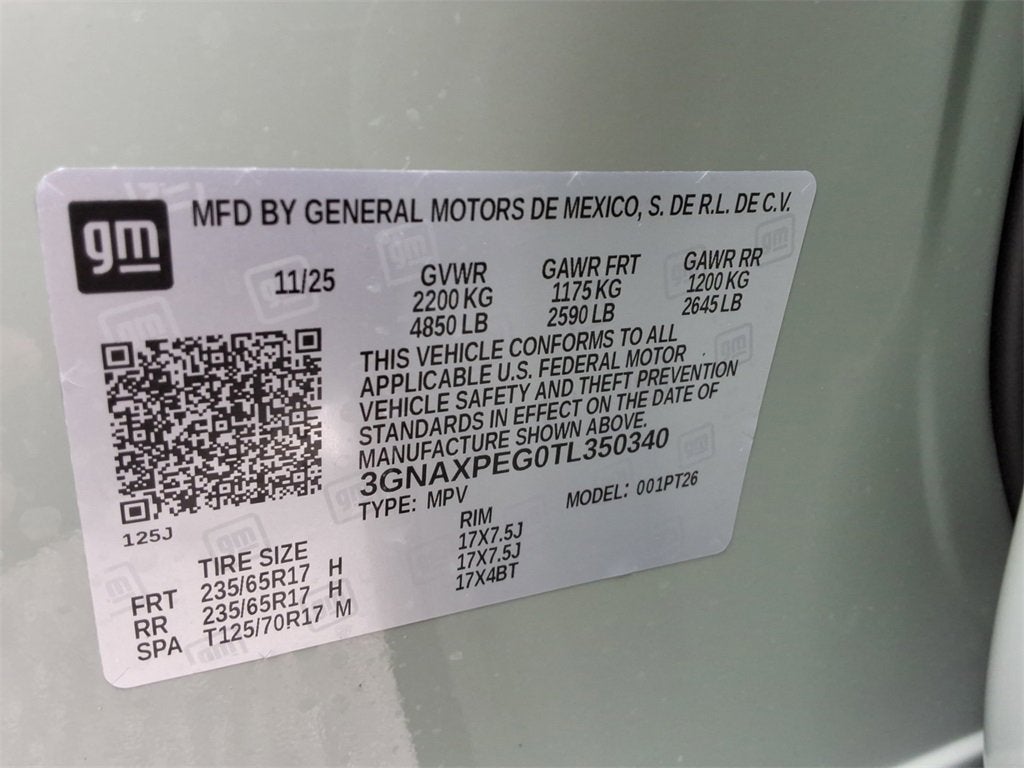 gm
MFD BY GENERAL MOTORS DE MEXICO, S. DE R.L. DE C.V.
11/25
GVWR
2200 KG
4850 LB
GAWR FRT
1175 KG
2590 LB
GAWR RR
1200 KG
2645 LB
THIS VEHICLE CONFORMS TO ALL
APPLICABLE U.S. FEDERAL MOTOR
VEHICLE SAFETY AND THEFT PREVENTION
STANDARDS IN EFFECT ON THE DATE OF
MANUFACTURE SHOWN ABOVE.
3GNAXPEG0TL350340
TYPE: MPV
MODEL: 001PT26
125J
TIRE SIZE
RIM
FRT 235/65R17 H 17X7.5J
RR 235/65R17 H 17X7.5J
SPA T125/70R17 M 17X4BT